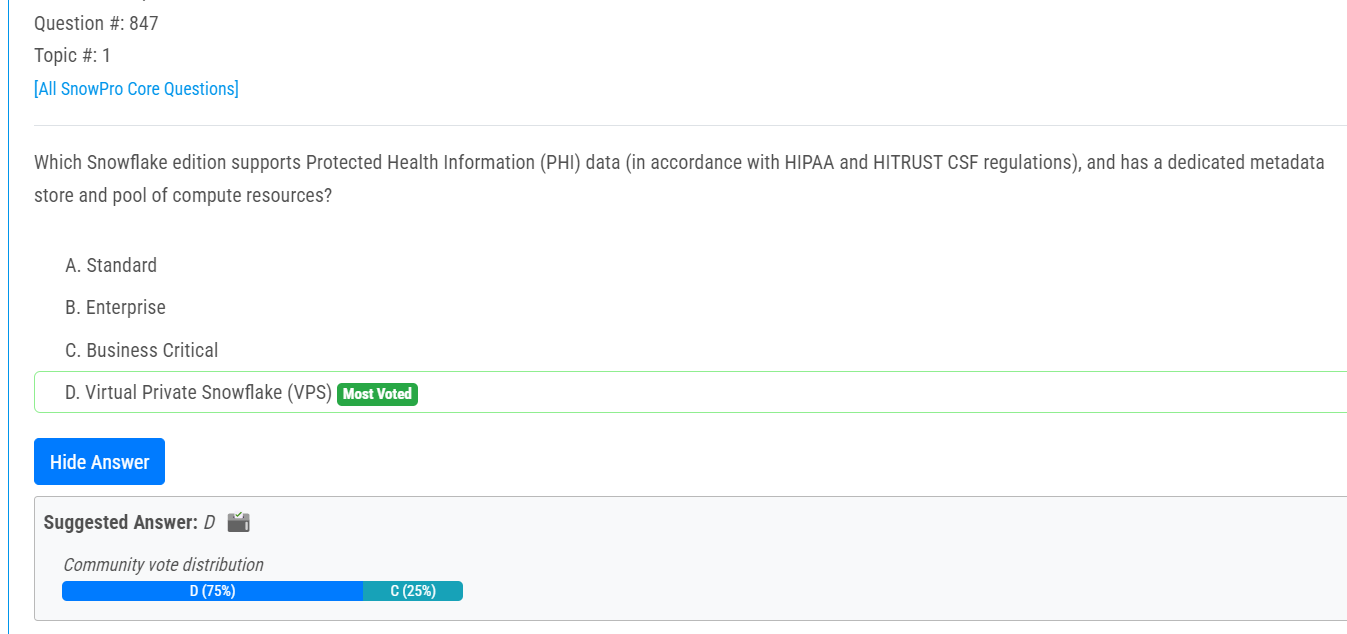 Question #: 847
Topic #: 1
[All SnowPro Core Questions]
Which Snowflake edition supports Protected Health Information (PHI) data (in accordance with HIPAA and HITRUST CSF regulations), and has a dedicated metadata
store and pool of compute resources?
A. Standard
B. Enterprise
C. Business Critical
D. Virtual Private Snowflake (VPS) Most Voted
Hide Answer
Suggested Answer: D
Community vote distribution
D (75%) C (25%)